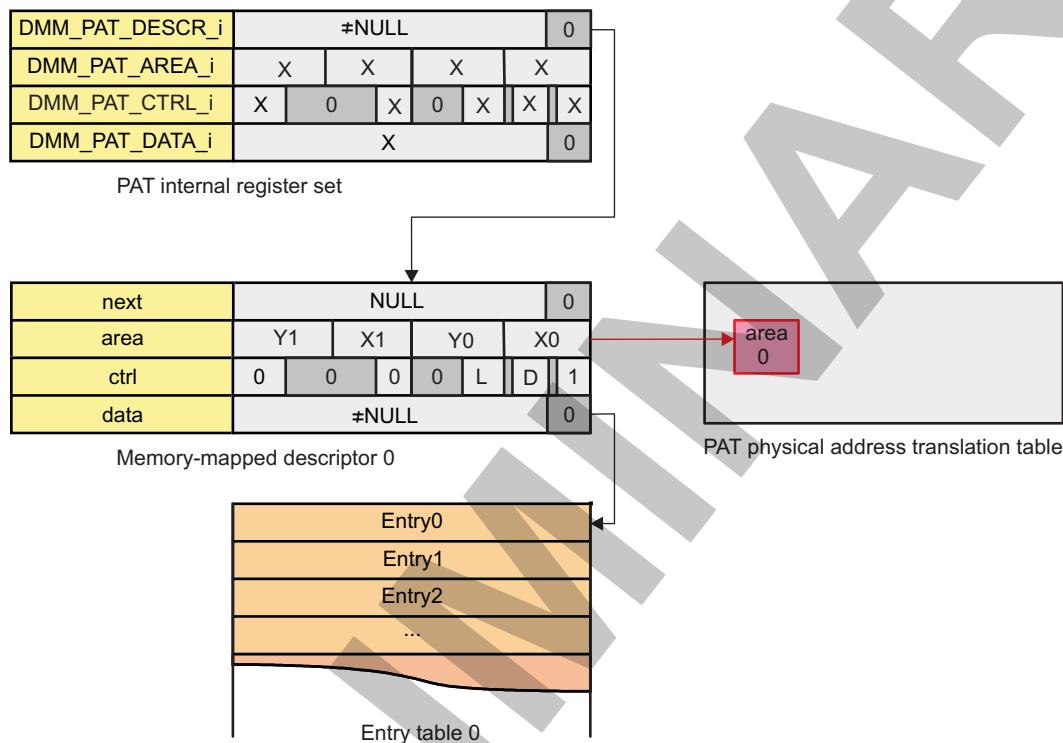 DMM_PAT_DESCR_i ≠NULL 0
DMM_PAT_AREA_i X X X X
DMM_PAT_CTRL_i X 0 X 0 X X X
DMM_PAT_DATA_i X 0
PAT internal register set
next NULL 0
area Y1 X1 Y0 X0
ctrl 0 0 0 0 L D 1
data ≠NULL 0
Memory-mapped descriptor 0
area
0
PAT physical address translation table
Entry0
Entry1
Entry2
...
Entry table 0
IMINAR